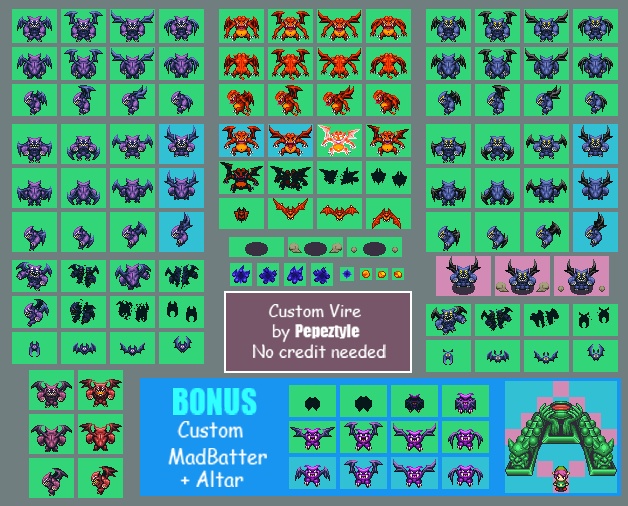 Custom Vire
by Pepeztyle
No credit needed
BONUS
Custom
MadBatter
+ Altar